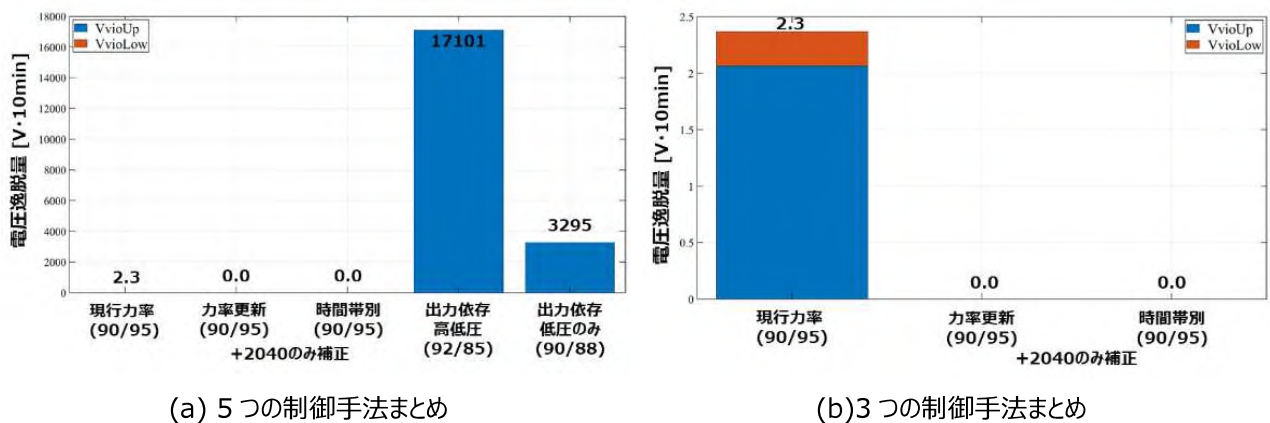 電圧逸脱量 [V・10min]
18000
16000
14000
12000
10000
8000
6000
4000
2000
0
VvioUp
VvioLow
2.3
0.0
0.0
17101
3295
現行力率
(90/95)
力率更新
(90/95)
時間帯別
(90/95)
+2040のみ補正
出力依存
高低圧
(92/85)
出力依存
低圧のみ
(90/88)
(a) 5つの制御手法まとめ
電圧逸脱量 [V・10min]
2.5
2
1.5
1
0.5
0
VvioUp
VvioLow
2.3
0.0
0.0
現行力率
(90/95)
力率更新
(90/95)
時間帯別
(90/95)
+2040のみ補正
(b)3つの制御手法まとめ